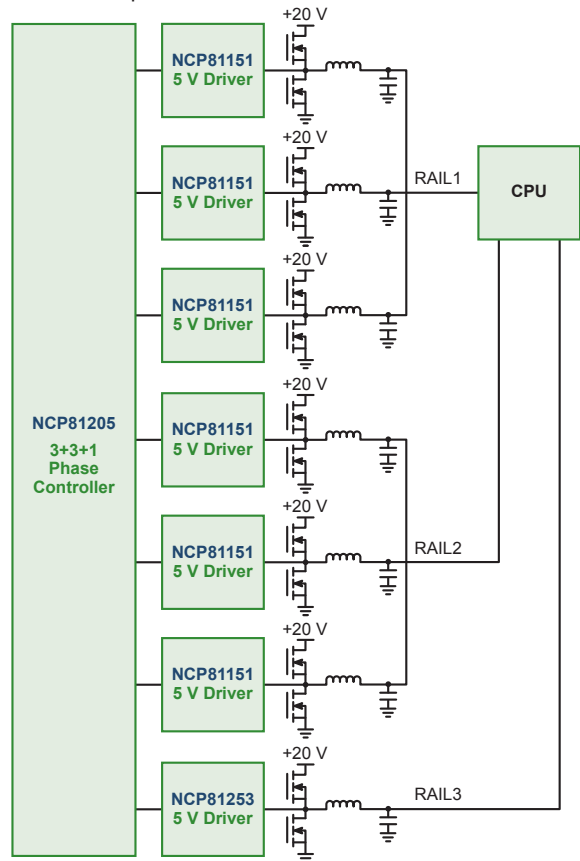 +20 V
NCP81151
5 V Driver
+20 V
NCP81151
5 V Driver
RAIL1
CPU
+20 V
NCP81151
5 V Driver
+20 V
NCP81205
3+3+1
Phase
Controller
NCP81151
5 V Driver
+20 V
NCP81151
5 V Driver
RAIL2
+20 V
NCP81151
5 V Driver
+20 V
NCP81253
5 V Driver
RAIL3